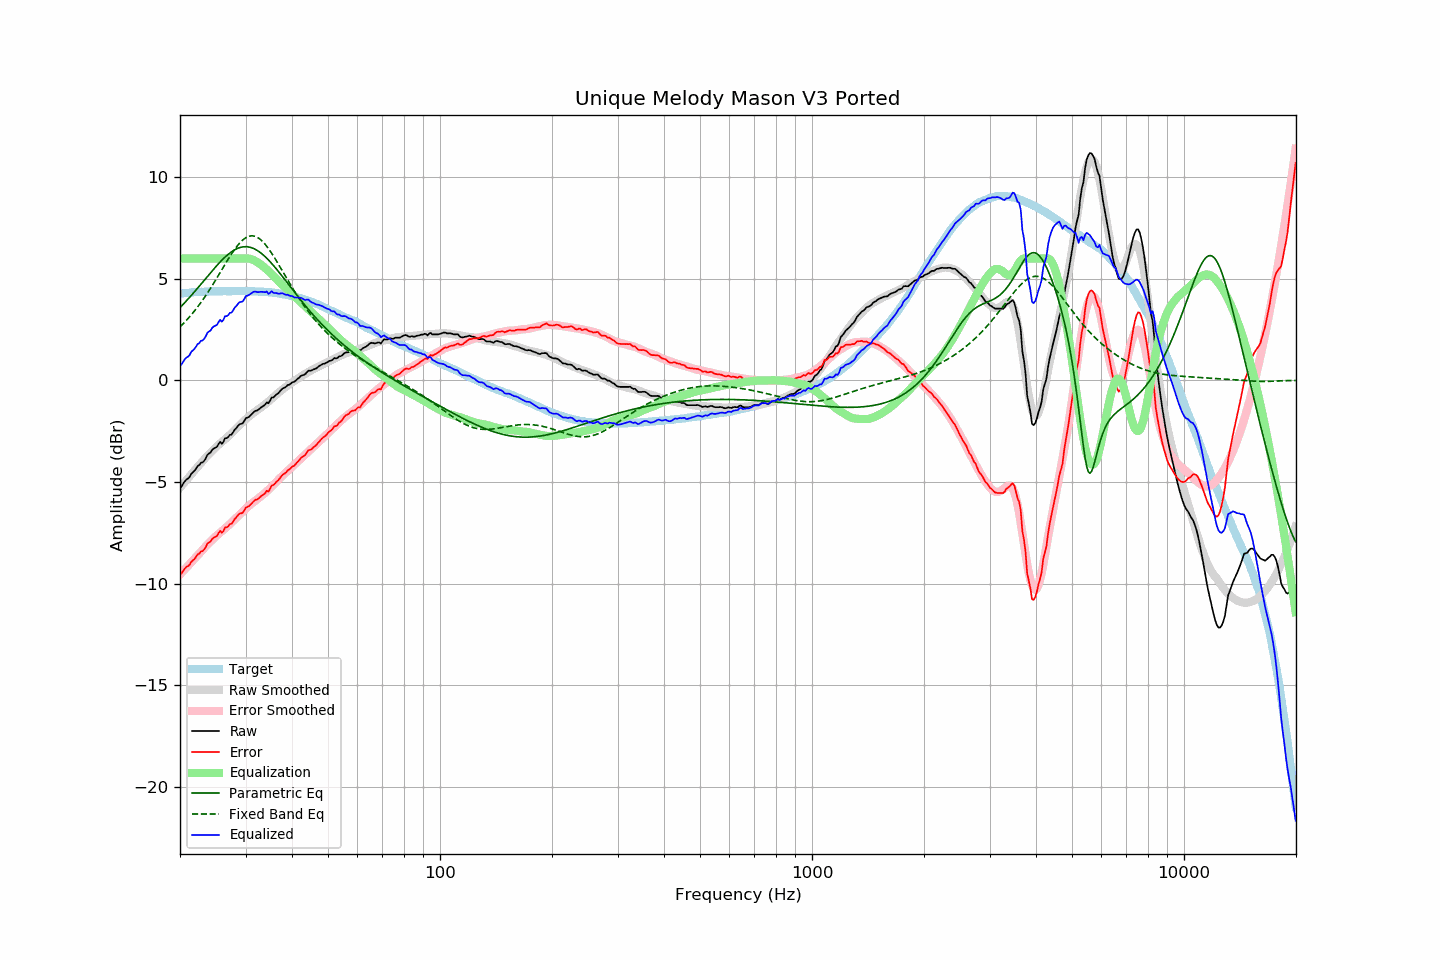 Unique Melody Mason V3 Ported
Amplitude (dBr)
10
5
0
−5
−10
−15
−20
Target
Raw Smoothed
Error Smoothed
Raw
Error
Equalization
Parametric Eq
Fixed Band Eq
Equalized
100
1000
10000
Frequency (Hz)